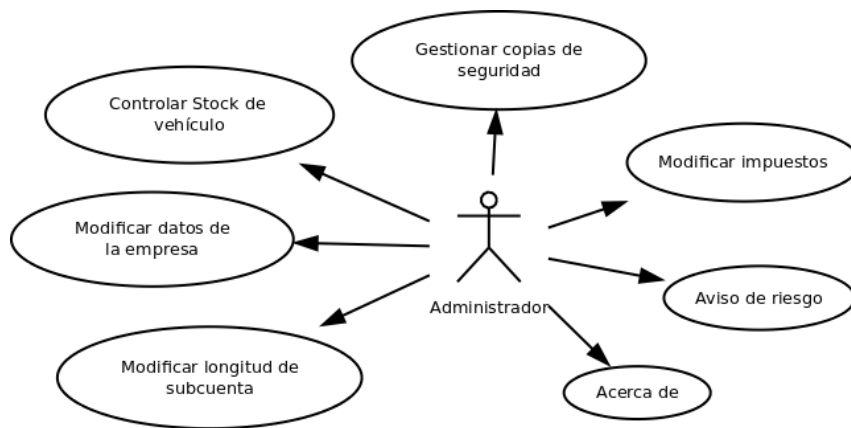 Gestionar copias de
seguridad
Controlar Stock de
vehículo
Modificar impuestos
Modificar datos de
la empresa
Aviso de riesgo
Administrador
Modificar longitud de
subcuenta
Acerca de